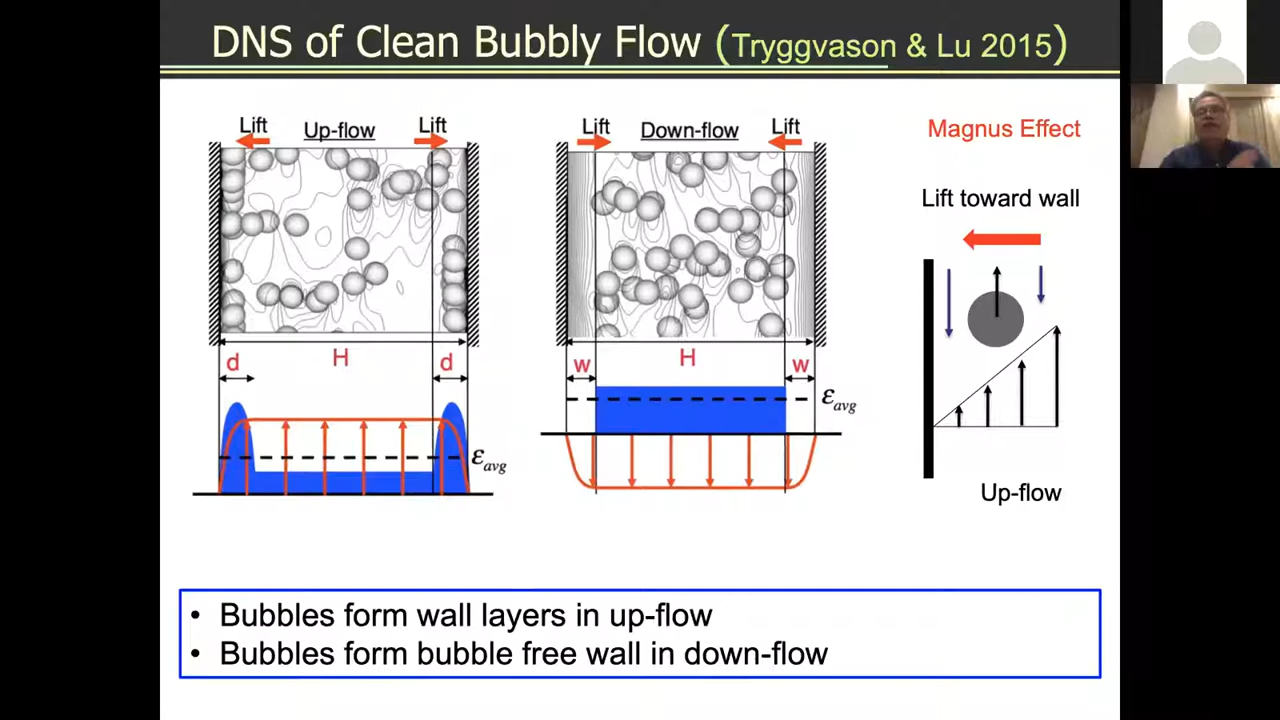 DNS of Clean Bubbly Flow (Tryggvason & Lu 2015)
Lift Up-flow Lift
Lift Down-flow Lift
Magnus Effect
Lift toward wall
d H d
w H w
εavg
εavg
Up-flow
• Bubbles form wall layers in up-flow
• Bubbles form bubble free wall in down-flow